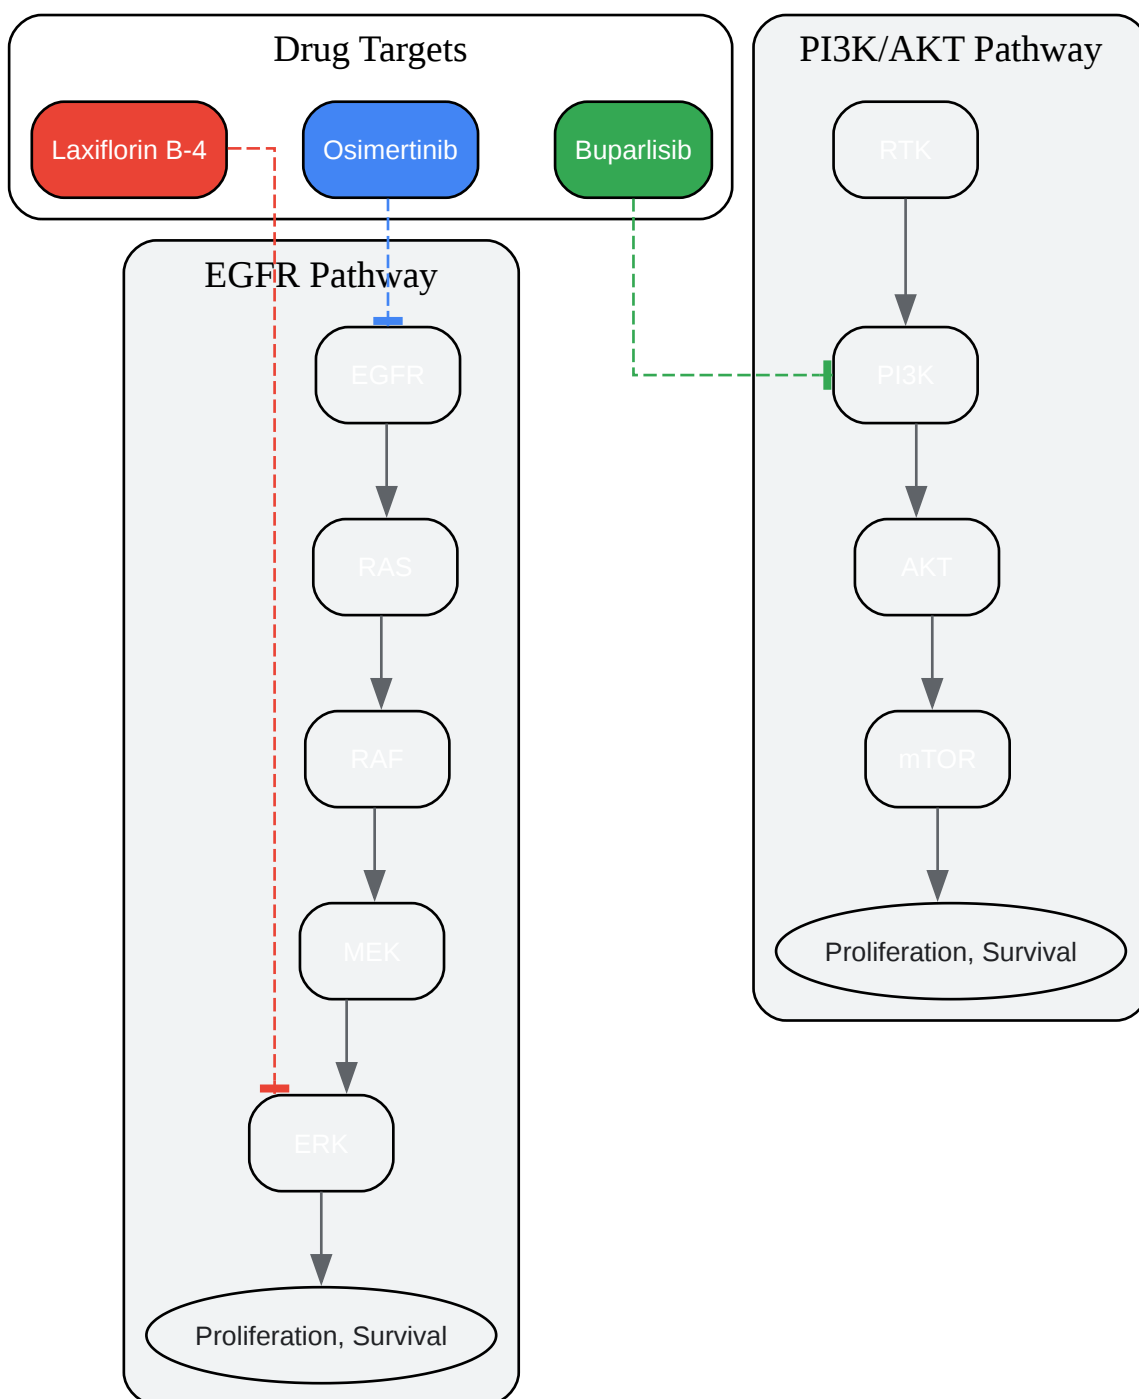 Drug Targets
Laxiflorin B-4
Osimertinib
Buparlisib
EGFR Pathway
EGFR
RAS
RAF
MEK
ERK
Proliferation, Survival
PI3K/AKT Pathway
RTK
PI3K
AKT
mTOR
Proliferation, Survival